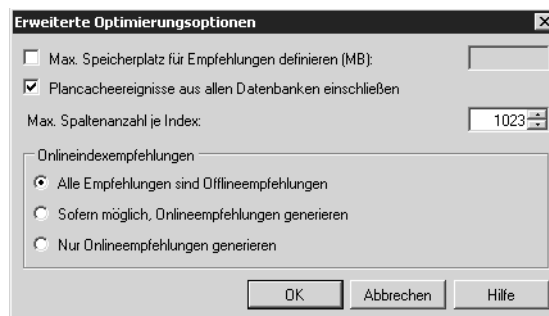 Erweiterte Optimierungsoptionen
Max. Speicherplatz für Empfehlungen definieren (MB):
Plancacheereignisse aus allen Datenbanken einschließen
Max. Spaltenanzahl je Index: 1023
Onlineindexempfehlungen
Alle Empfehlungen sind Offlineempfehlungen
Sofern möglich, Onlineempfehlungen generieren
Nur Onlineempfehlungen generieren
OK Abbrechen Hilfe